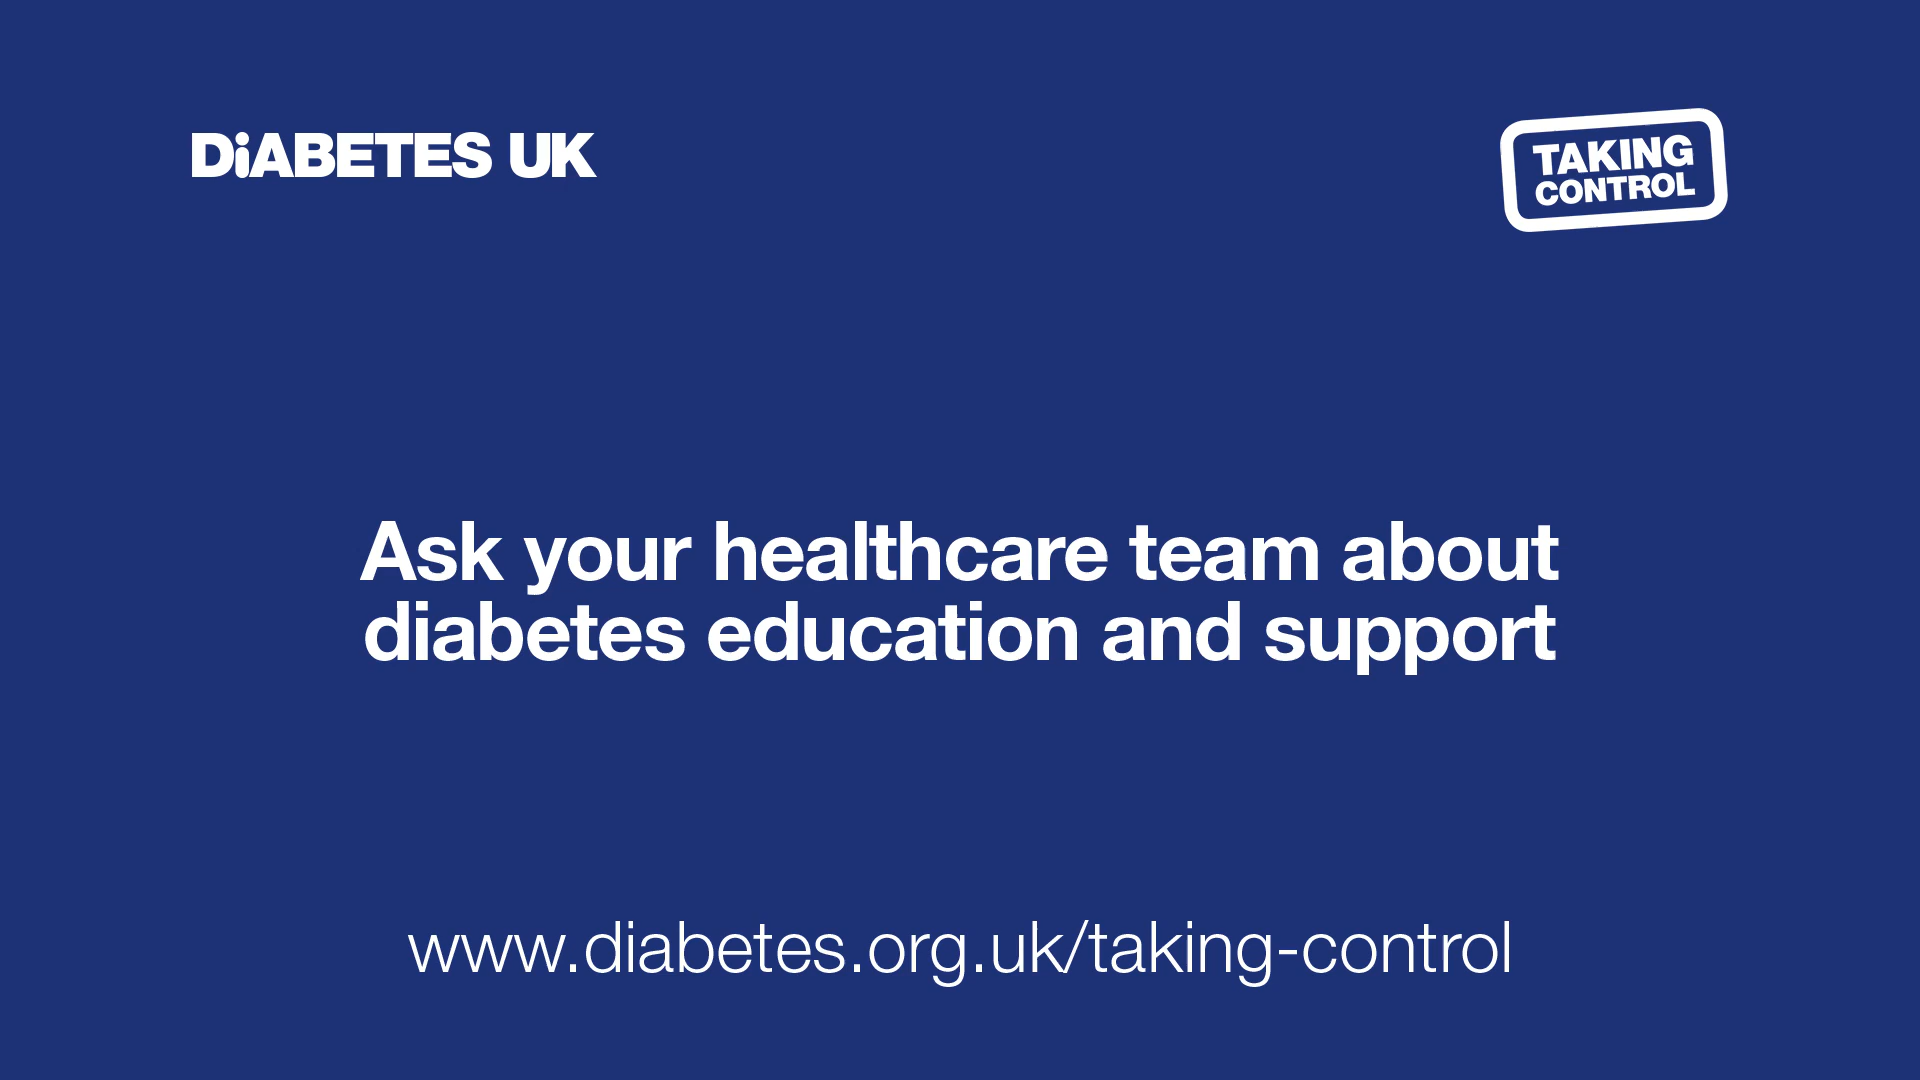 DiABETES UK
TAKING
CONTROL
Ask your healthcare team about
diabetes education and support
www.diabetes.org.uk/taking-control